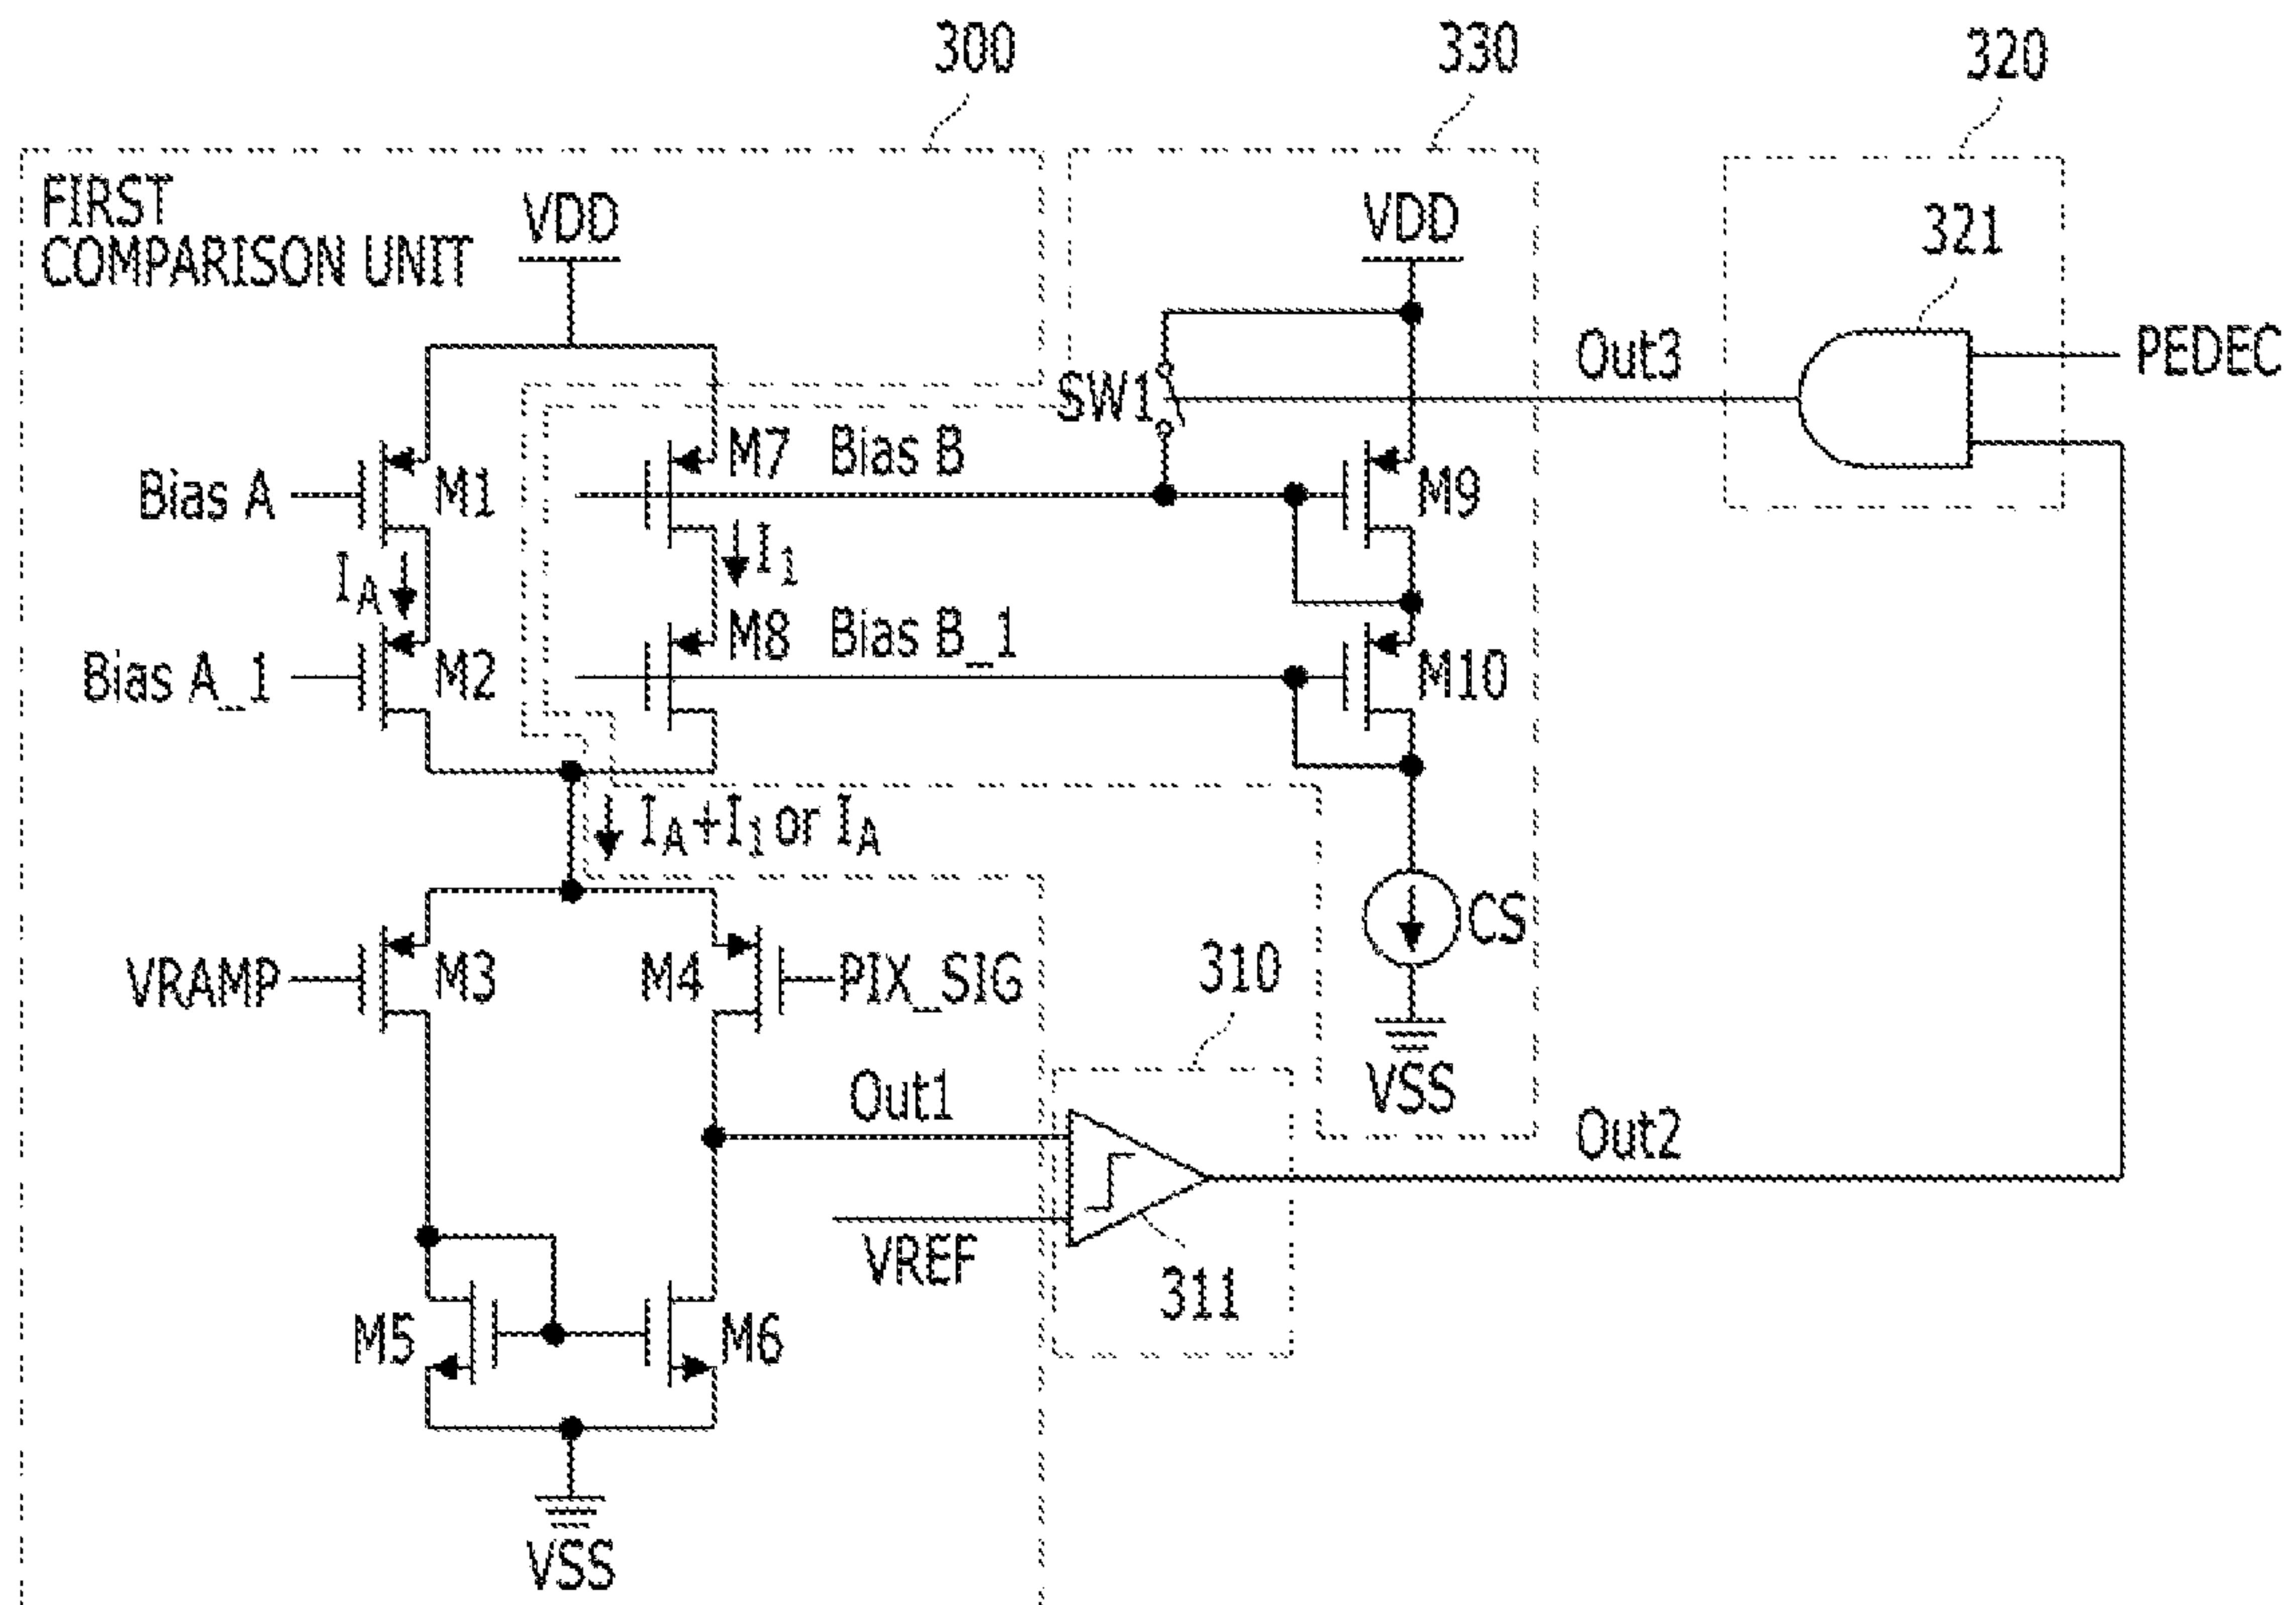 300
330
320
FIRST
COMPARISON UNIT
VDD
VDD
321
Out3
PEDEC
SW1
Bias A
M1
M7
Bias B
M9
IA
I1
Bias A_1
M2
M8
Bias B_1
M10
IA+I1 or IA
CS
VRAMP
M3
M4
PIX_SIG
310
VSS
Out1
Out2
VREF
311
M5
M6
VSS